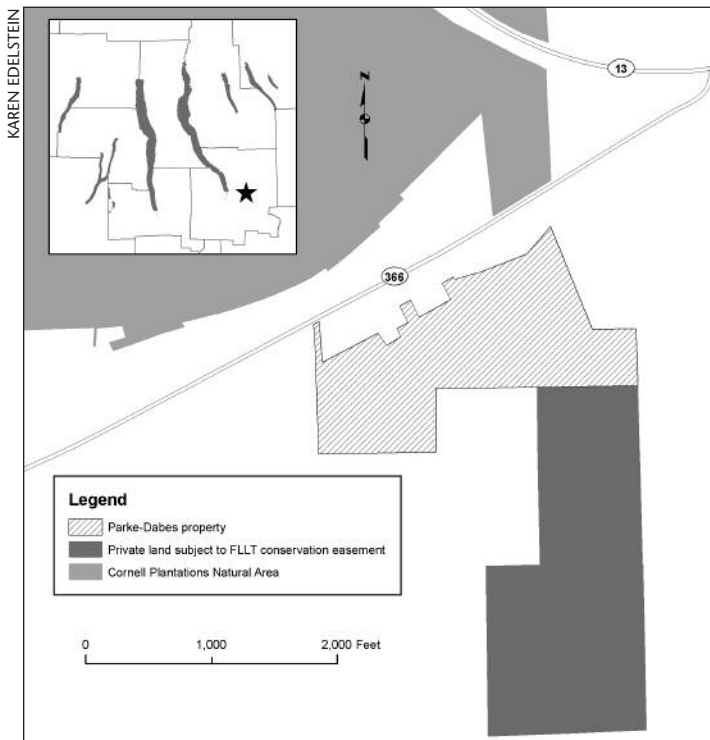 KAREN EDELSTEIN
N
13
366
Legend
Parke-Dabes property
Private land subject to FLLT conservation easement
Cornell Plantations Natural Area
0 1,000 2,000 Feet